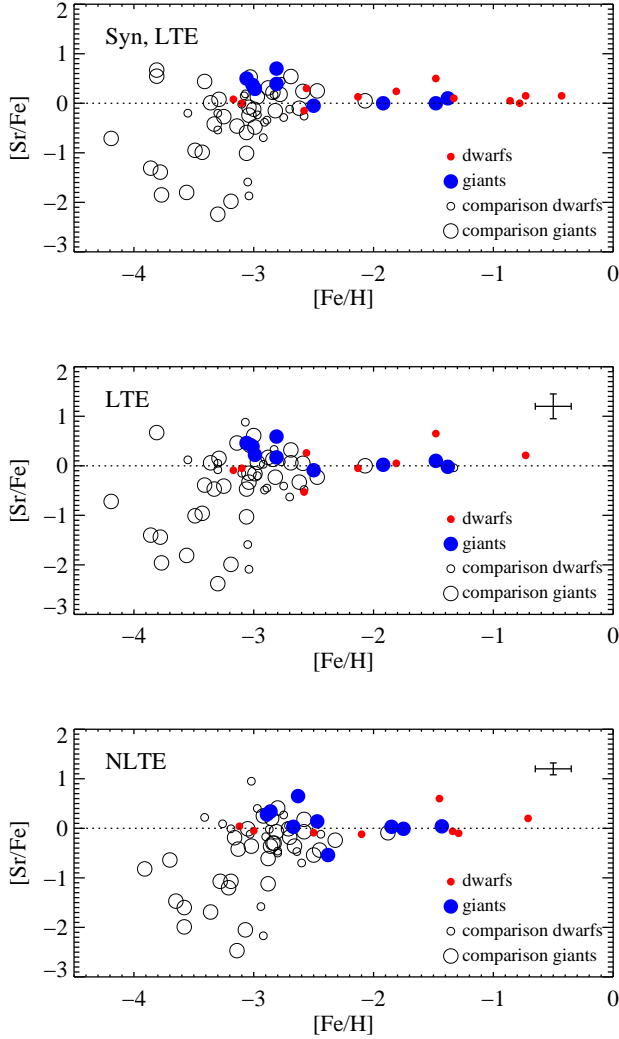 Syn, LTE
2
1
0
−1
−2
−3
[Sr/Fe]
dwarfs
giants
comparison dwarfs
comparison giants
−4 −3 −2 −1 0
[Fe/H]
LTE
2
1
0
−1
−2
−3
[Sr/Fe]
dwarfs
giants
comparison dwarfs
comparison giants
−4 −3 −2 −1 0
[Fe/H]
NLTE
2
1
0
−1
−2
−3
[Sr/Fe]
dwarfs
giants
comparison dwarfs
comparison giants
−4 −3 −2 −1 0
[Fe/H]